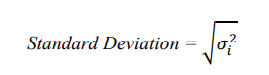 Standard Deviation = √σᵢ²